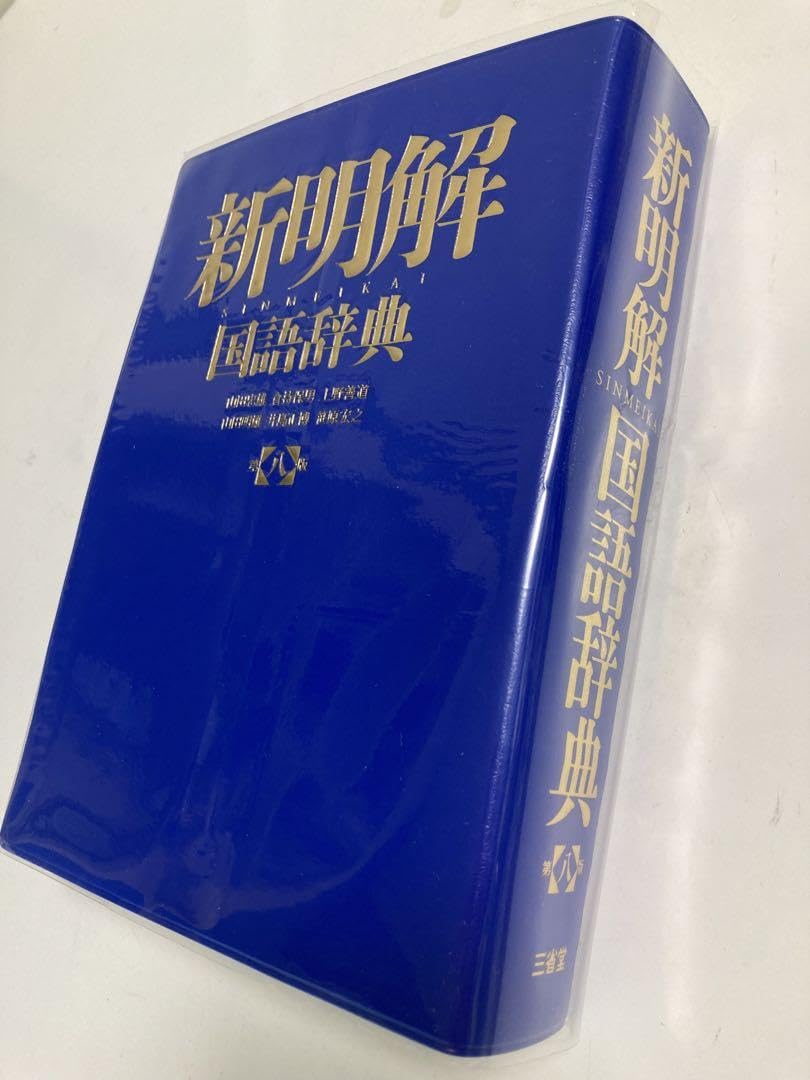 新明解
SINMEIKAI
国語辞典
山田忠雄 倉持保男 上野善道
山田明雄 井島正博 笹原宏之
第八版
新明解
SINMEIKAI
国語辞典
第八版
三省堂